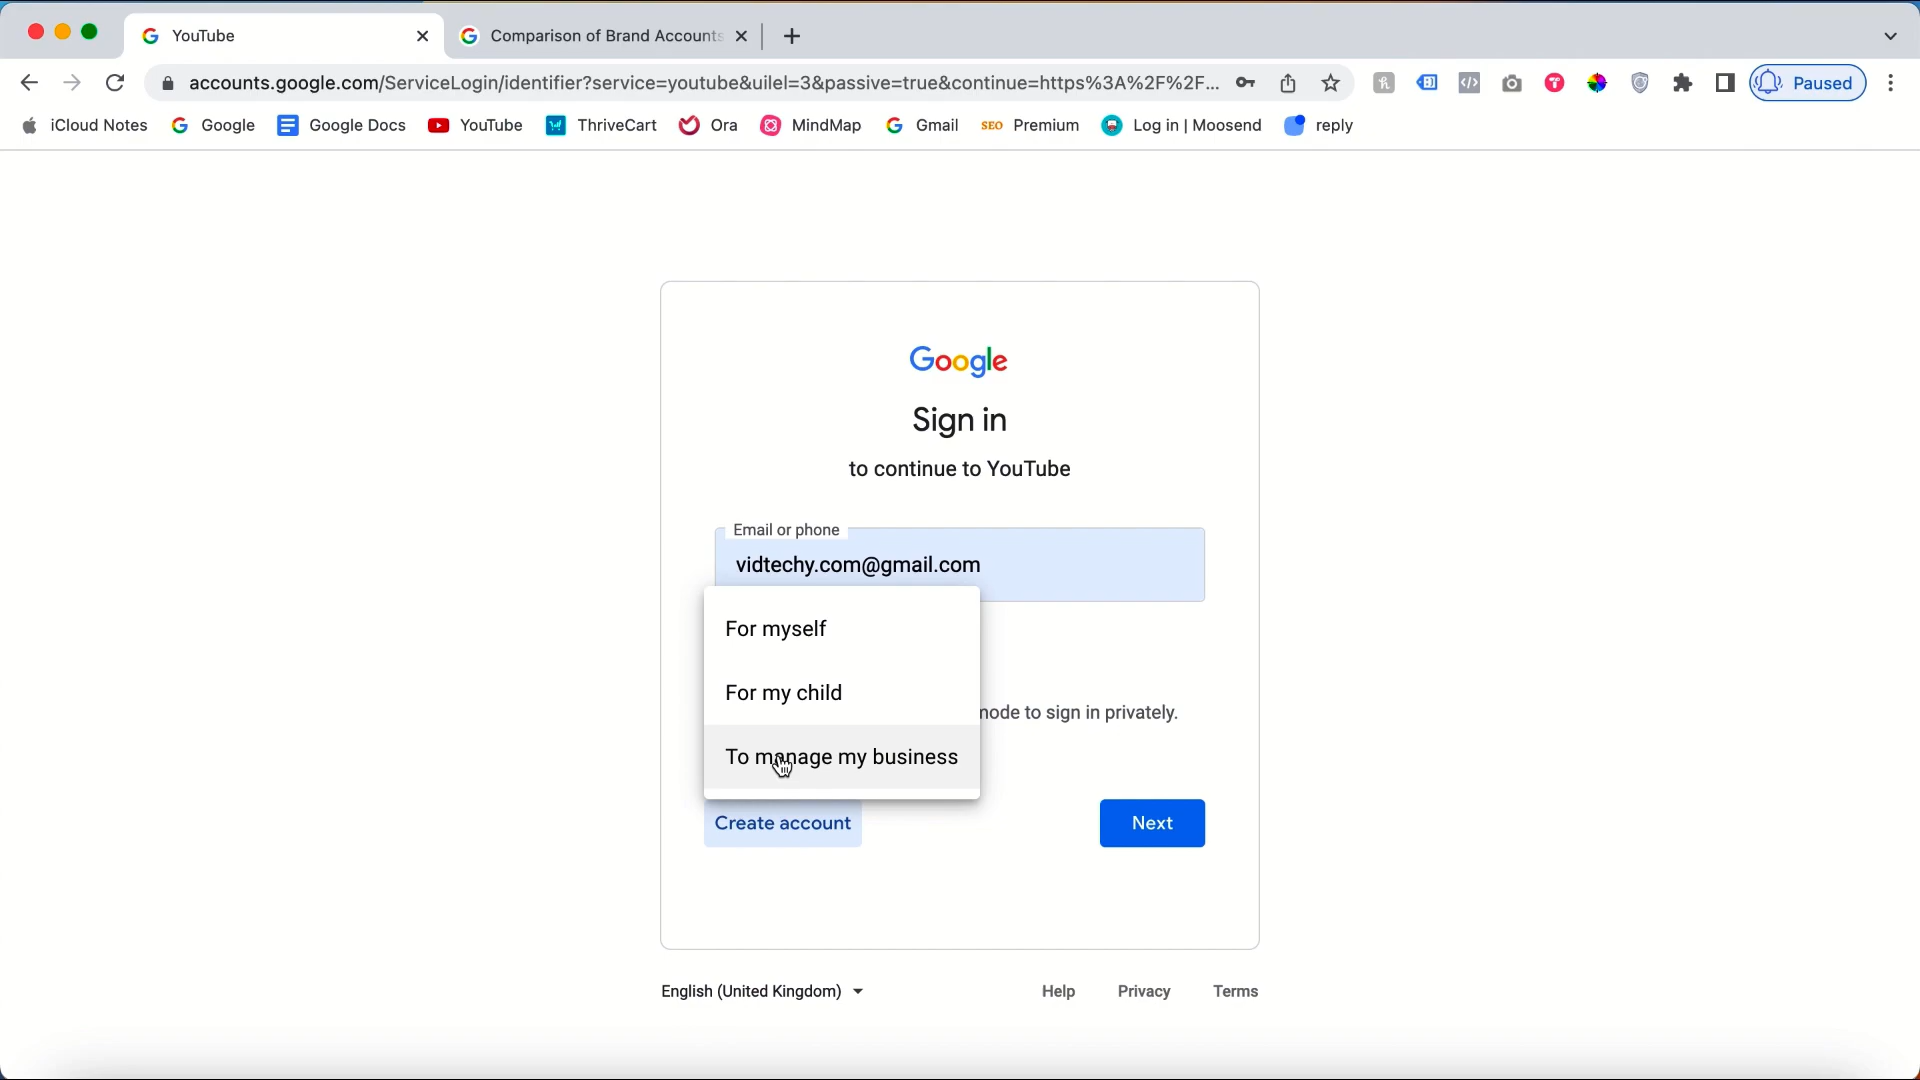 YouTube
Comparison of Brand Accounts
accounts.google.com/ServiceLogin/identifier?service=youtube&uilel=3&passive=true&continue=https%3A%2F%2F...
Paused
iCloud Notes Google Google Docs YouTube ThriveCart Ora MindMap Gmail SEO Premium Log in | Moosend reply
Google
Sign in
to continue to YouTube
Email or phone
vidtechy.com@gmail.com
For myself
For my child
mode to sign in privately.
To manage my business
Create account
Next
English (United Kingdom)
Help Privacy Terms